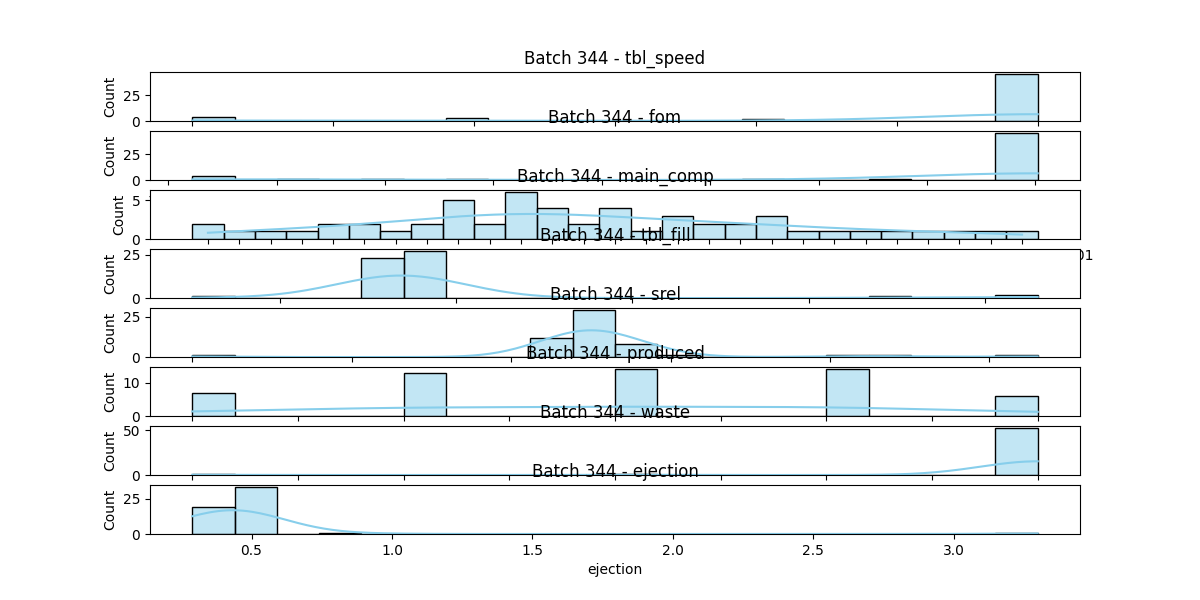 Batch 344 - tbl_speed
Count
25
0
Batch 344 - fom
Count
25
0
Batch 344 - main_comp
Count
5
0
01
Batch 344 - tbl_fill
Count
25
0
Batch 344 - srel
Count
25
0
Batch 344 - produced
Count
10
0
Batch 344 - waste
Count
50
0
Batch 344 - ejection
Count
25
0
0.5 1.0 1.5 2.0 2.5 3.0
ejection